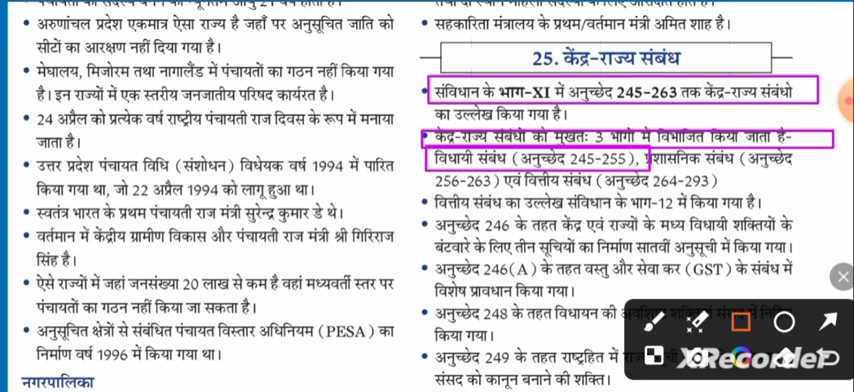 अरुणांचल प्रदेश एकमात्र ऐसा राज्य है जहाँ पर अनुसूचित जाति को
सीटों का आरक्षण नहीं दिया गया है।
मेघालय, मिजोरम तथा नागालैंड में पंचायतों का गठन नहीं किया गया
है। इन राज्यों में एक स्तरीय जनजातीय परिषद कार्यरत है।
24 अप्रैल को प्रत्येक वर्ष राष्ट्रीय पंचायती राज दिवस के रूप में मनाया
जाता है।
उत्तर प्रदेश पंचायत विधि (संशोधन) विधेयक वर्ष 1994 में पारित
किया गया था, जो 22 अप्रैल 1994 को लागू हुआ था।
स्वतंत्र भारत के प्रथम पंचायती राज मंत्री सुरेन्द्र कुमार डे थे।
वर्तमान में केंद्रीय ग्रामीण विकास और पंचायती राज मंत्री श्री गिरिराज
सिंह है।
ऐसे राज्यों में जहां जनसंख्या 20 लाख से कम है वहां मध्यवर्ती स्तर पर
पंचायतों का गठन नहीं किया जा सकता है।
अनुसूचित क्षेत्रों से संबंधित पंचायत विस्तार अधिनियम (PESA) का
निर्माण वर्ष 1996 में किया गया था।
नगरपालिका
सहकारिता मंत्रालय के प्रथम/वर्तमान मंत्री अमित शाह है।
25. केंद्र-राज्य संबंध
संविधान के भाग-XI में अनुच्छेद 245-263 तक केंद्र-राज्य संबंधो
का उल्लेख किया गया है।
केंद्र-राज्य संबंधों को मुखतः 3 भागों में विभाजित किया जाता है-
विधायी संबंध (अनुच्छेद 245-255), प्रशासनिक संबंध (अनुच्छेद
256-263) एवं वित्तीय संबंध (अनुच्छेद 264-293)
वित्तीय संबंध का उल्लेख संविधान के भाग-12 में किया गया है।
अनुच्छेद 246 के तहत केंद्र एवं राज्यों के मध्य विधायी शक्तियों के
बंटवारे के लिए तीन सूचियों का निर्माण सातवीं अनुसूची में किया गया।
अनुच्छेद 246(A) के तहत वस्तु और सेवा कर (GST) के संबंध में
विशेष प्रावधान किया गया।
अनुच्छेद 248 के तहत विधायन की
किया गया।
अनुच्छेद 249 के तहत राष्ट्रहित में
संसद को कानून बनाने की शक्ति।
XRecorder